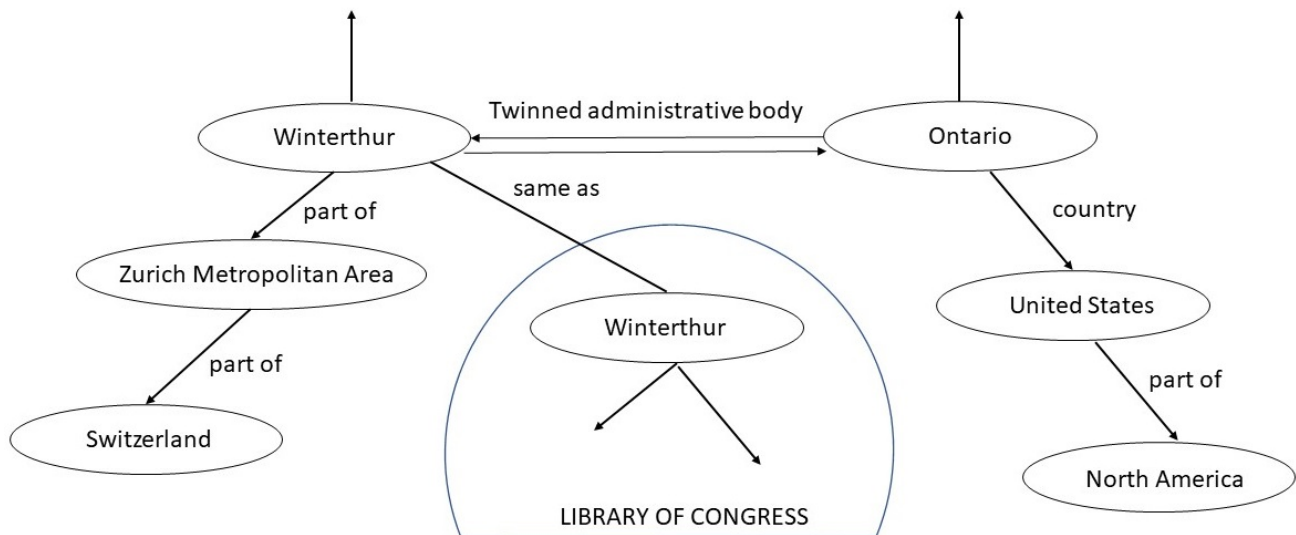 Twinned administrative body
Winterthur
Ontario
same as
part of
country
Zurich Metropolitan Area
United States
Winterthur
part of
part of
Switzerland
North America
LIBRARY OF CONGRESS